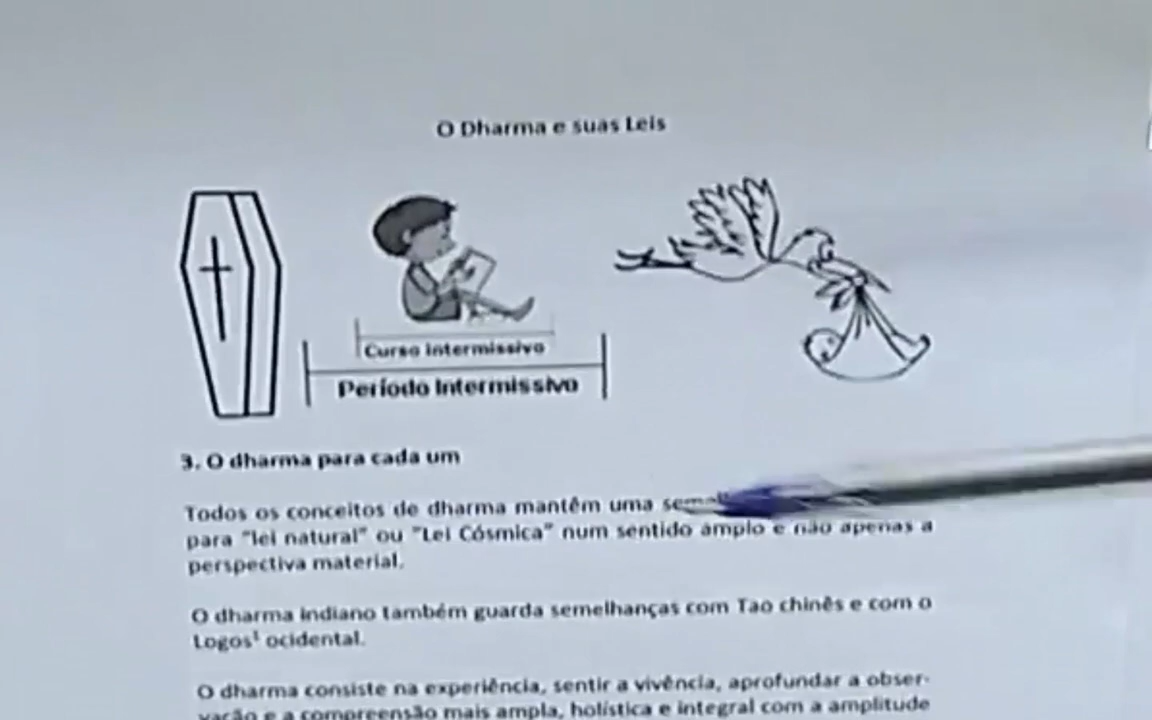 O Dharma e suas Leis
Curso Intermissivo
Período Intermissivo
3. O dharma para cada um
Todos os conceitos de dharma mantêm uma
para "lei natural" ou "Lei Cósmica" num sentido amplo e não apenas a
perspectiva material.
O dharma indiano também guarda semelhanças com Tao chinês e com o
Logos¹ ocidental.
O dharma consiste na experiência, sentir a vivência, aprofundar a obser-
vação e a compreensão mais ampla, holística e integral com a amplitude